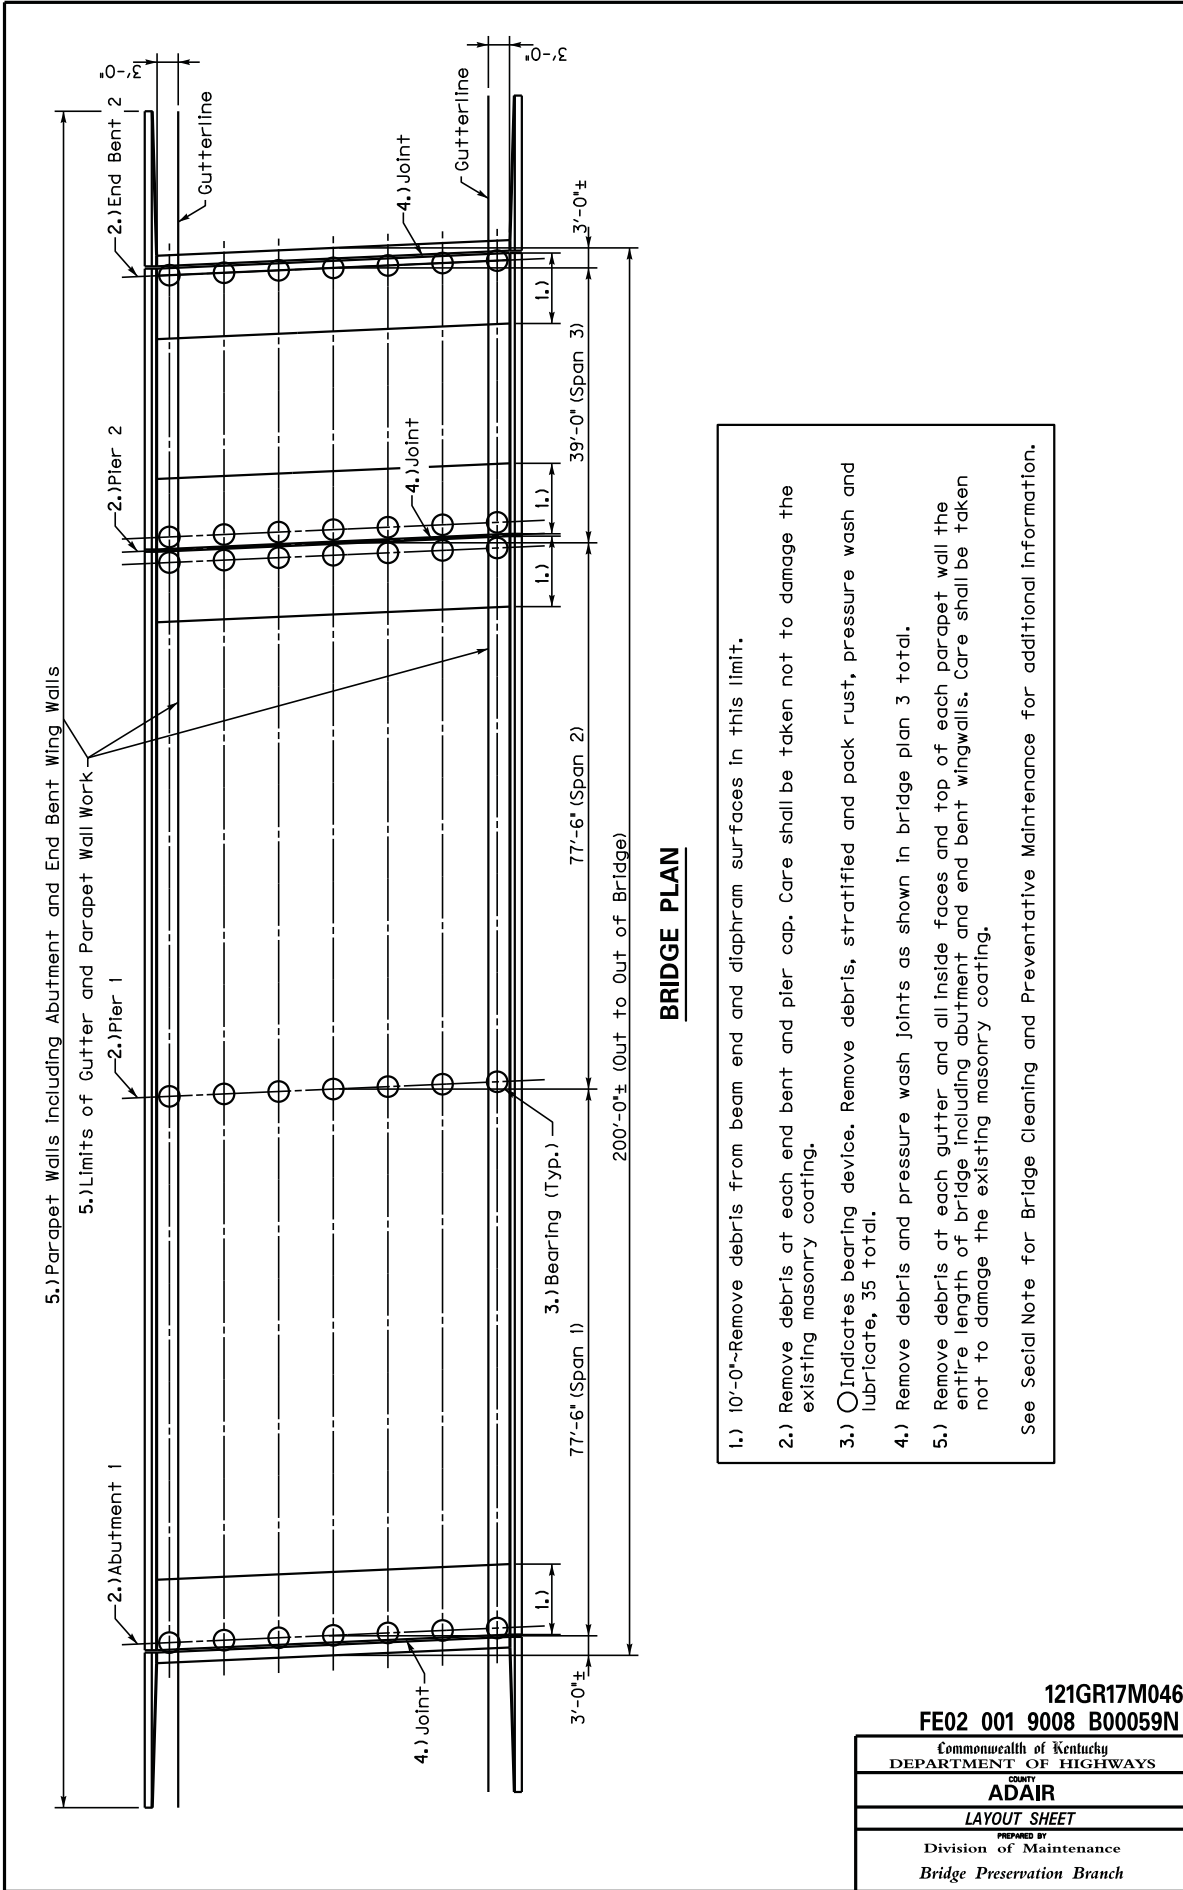 5.)Parapet Walls including Abutment and End Bent Wing Walls
5.)Limits of Gutter and Parapet Wall Work
2.)Abutment 1
2.)Pier 1
2.)Pier 2
2.)End Bent 2
3'-0"
Gutterline
3'-0"
Gutterline
4.)Joint
4.)Joint
4.)Joint
1.)
1.)
1.)
1.)
3.)Bearing (Typ.)
3'-0"±
77'-6" (Span 1)
77'-6" (Span 2)
39'-0" (Span 3)
3'-0"±
200'-0"± (Out to Out of Bridge)
BRIDGE PLAN
1.) 10'-0"~Remove debris from beam end and diaphram surfaces in this limit.
2.) Remove debris at each end bent and pier cap. Care shall be taken not to damage the
existing masonry coating.
3.) ◯Indicates bearing device. Remove debris, stratified and pack rust, pressure wash and
lubricate, 35 total.
4.) Remove debris and pressure wash joints as shown in bridge plan 3 total.
5.) Remove debris at each gutter and all inside faces and top of each parapet wall the
entire length of bridge including abutment and end bent wingwalls. Care shall be taken
not to damage the existing masonry coating.
See Secial Note for Bridge Cleaning and Preventative Maintenance for additional information.
121GR17M046
FE02 001 9008 B00059N
Commonwealth of Kentucky
DEPARTMENT OF HIGHWAYS
COUNTY
ADAIR
LAYOUT SHEET
PREPARED BY
Division of Maintenance
Bridge Preservation Branch